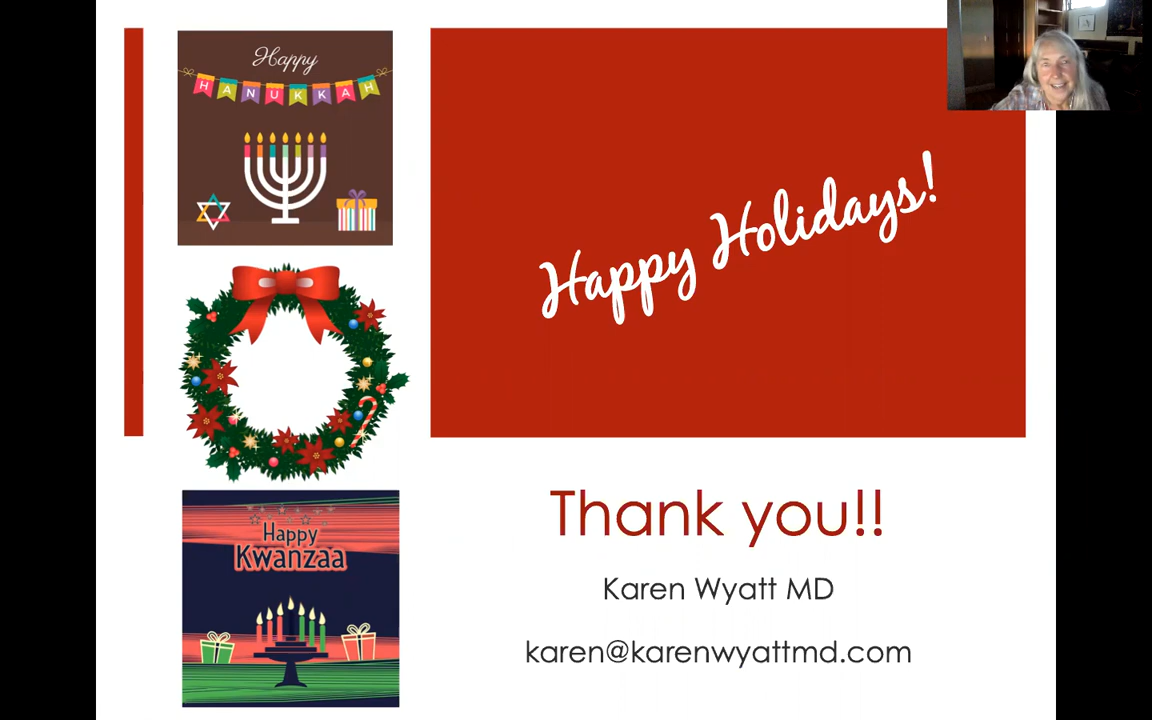 Happy
HANUKKAH
Happy Holidays!
Happy
Kwanzaa
Thank you!!
Karen Wyatt MD
karen@karenwyattmd.com